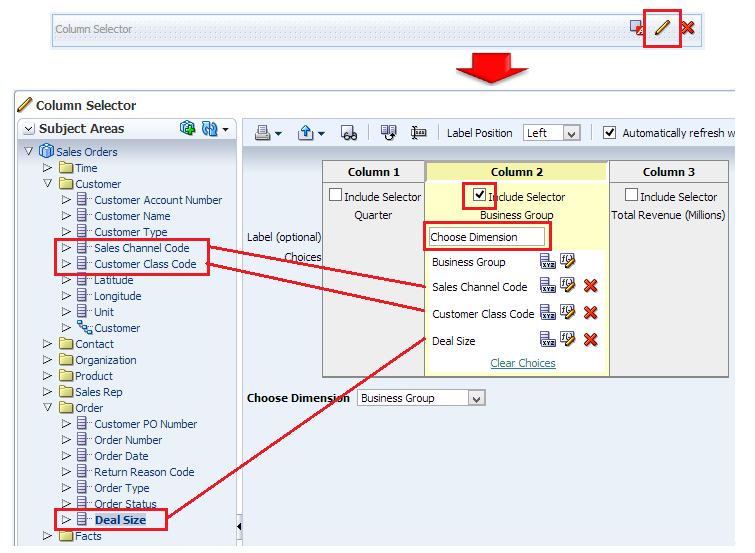 Column Selector
Column Selector
Subject Areas
Label Position Left Automatically refresh w
Sales Orders
Time
Customer
Customer Account Number
Customer Name
Customer Type
Sales Channel Code
Customer Class Code
Latitude
Longitude
Unit
Customer
Contact
Organization
Product
Sales Rep
Order
Customer PO Number
Order Number
Order Date
Return Reason Code
Order Type
Order Status
Deal Size
Facts
Column 1 Column 2 Column 3
Include Selector Include Selector Include Selector
Quarter Business Group Total Revenue (Millions)
Label (optional) Choose Dimension
Choices Business Group
Sales Channel Code
Customer Class Code
Deal Size
Clear Choices
Choose Dimension Business Group